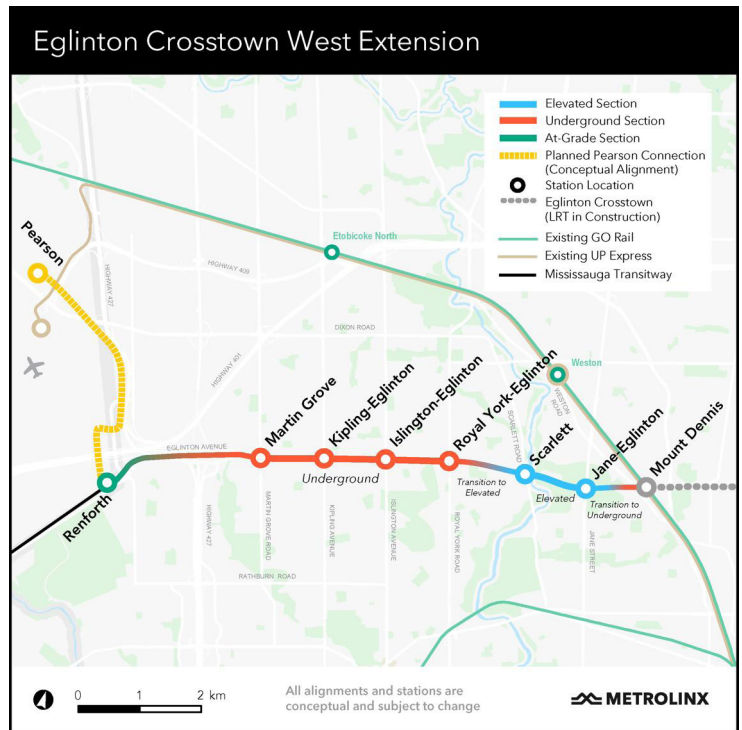 Eglinton Crosstown West Extension
Elevated Section
Underground Section
At-Grade Section
Planned Pearson Connection
(Conceptual Alignment)
Station Location
Eglinton Crosstown
(LRT in Construction)
Existing GO Rail
Existing UP Express
Mississauga Transitway
Pearson
HIGHWAY 427
Etobicoke North
HIGHWAY 409
DIXON ROAD
HIGHWAY 401
Weston
WESTON
ROAD
SCARLETT ROAD
EGLINTON AVENUE
Martin Grove
Kipling-Eglinton
Islington-Eglinton
Royal York-Eglinton
Scarlett
Jane-Eglinton
Mount Dennis
Renforth
Underground
Transition to
Elevated
Elevated
Transition to
Underground
HIGHWAY 427
MARTIN GROVE ROAD
KIPLING AVENUE
ISLINGTON AVENUE
ROYAL YORK ROAD
JANE STREET
RATHBURN ROAD
0 1 2 km
All alignments and stations are
conceptual and subject to change
METROLINX